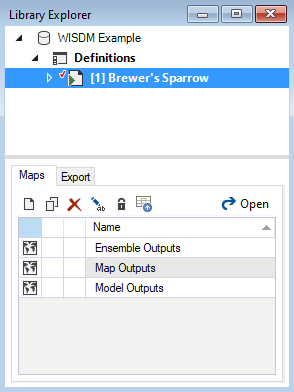 Library Explorer
WISDM Example
Definitions
[1] Brewer's Sparrow
Maps Export
Open
Name
Ensemble Outputs
Map Outputs
Model Outputs